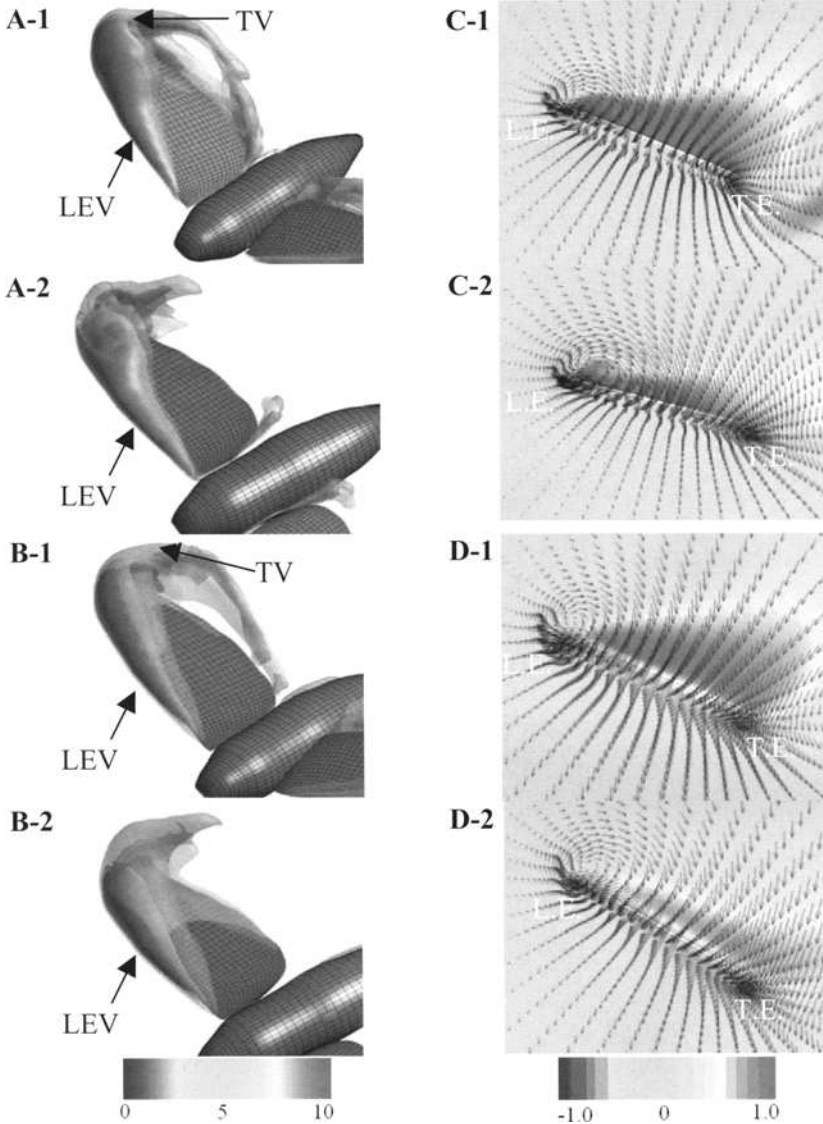 A-1
TV
LEV
A-2
LEV
B-1
TV
LEV
B-2
LEV
0 5 10
C-1
L.E.
T.E.
C-2
L.E.
T.E.
D-1
L.E.
T.E.
D-2
L.E.
T.E.
-1.0 0 1.0